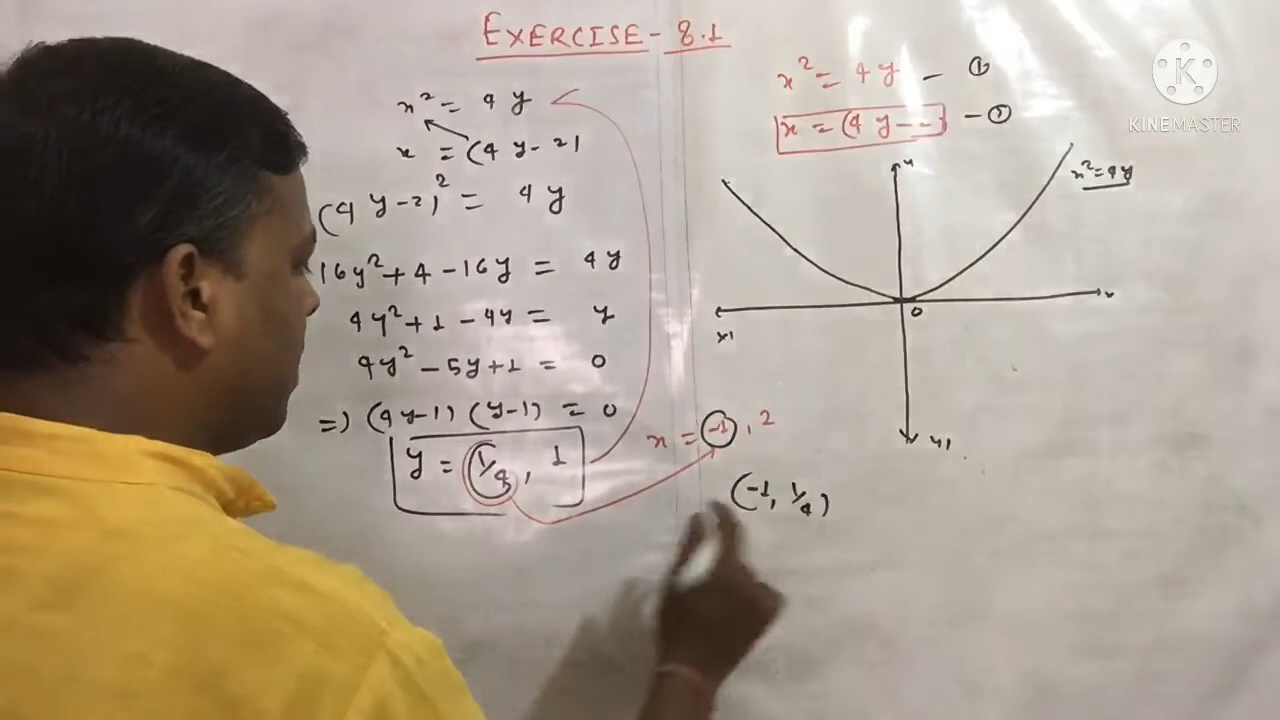 EXERCISE - 8.1
x² = 4y
x = (4y-2)
(4y-2)² = 4y
16y² + 4 - 16y = 4y
4y² + 1 - 4y = y
4y² - 5y + 1 = 0
=) (4y-1) (y-1) = 0
y = 1/4, 1
x² = 4y - ①
x = (4y--) - ②
KINEMASTER
y
x² = 4y
x
0
x1
y1
x = -1, 2
(-1, 1/4)